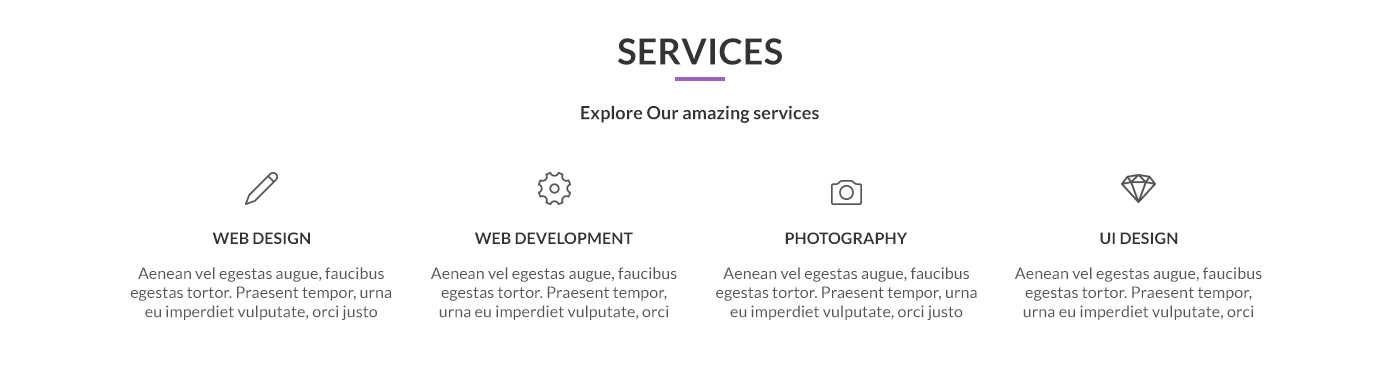 SERVICES
Explore Our amazing services
WEB DESIGN
Aenean vel egestas augue, faucibus
egestas tortor. Praesent tempor, urna
eu imperdiet vulputate, orci justo
WEB DEVELOPMENT
Aenean vel egestas augue, faucibus
egestas tortor. Praesent tempor,
urna eu imperdiet vulputate, orci
PHOTOGRAPHY
Aenean vel egestas augue, faucibus
egestas tortor. Praesent tempor, urna
eu imperdiet vulputate, orci justo
UI DESIGN
Aenean vel egestas augue, faucibus
egestas tortor. Praesent tempor,
urna eu imperdiet vulputate, orci